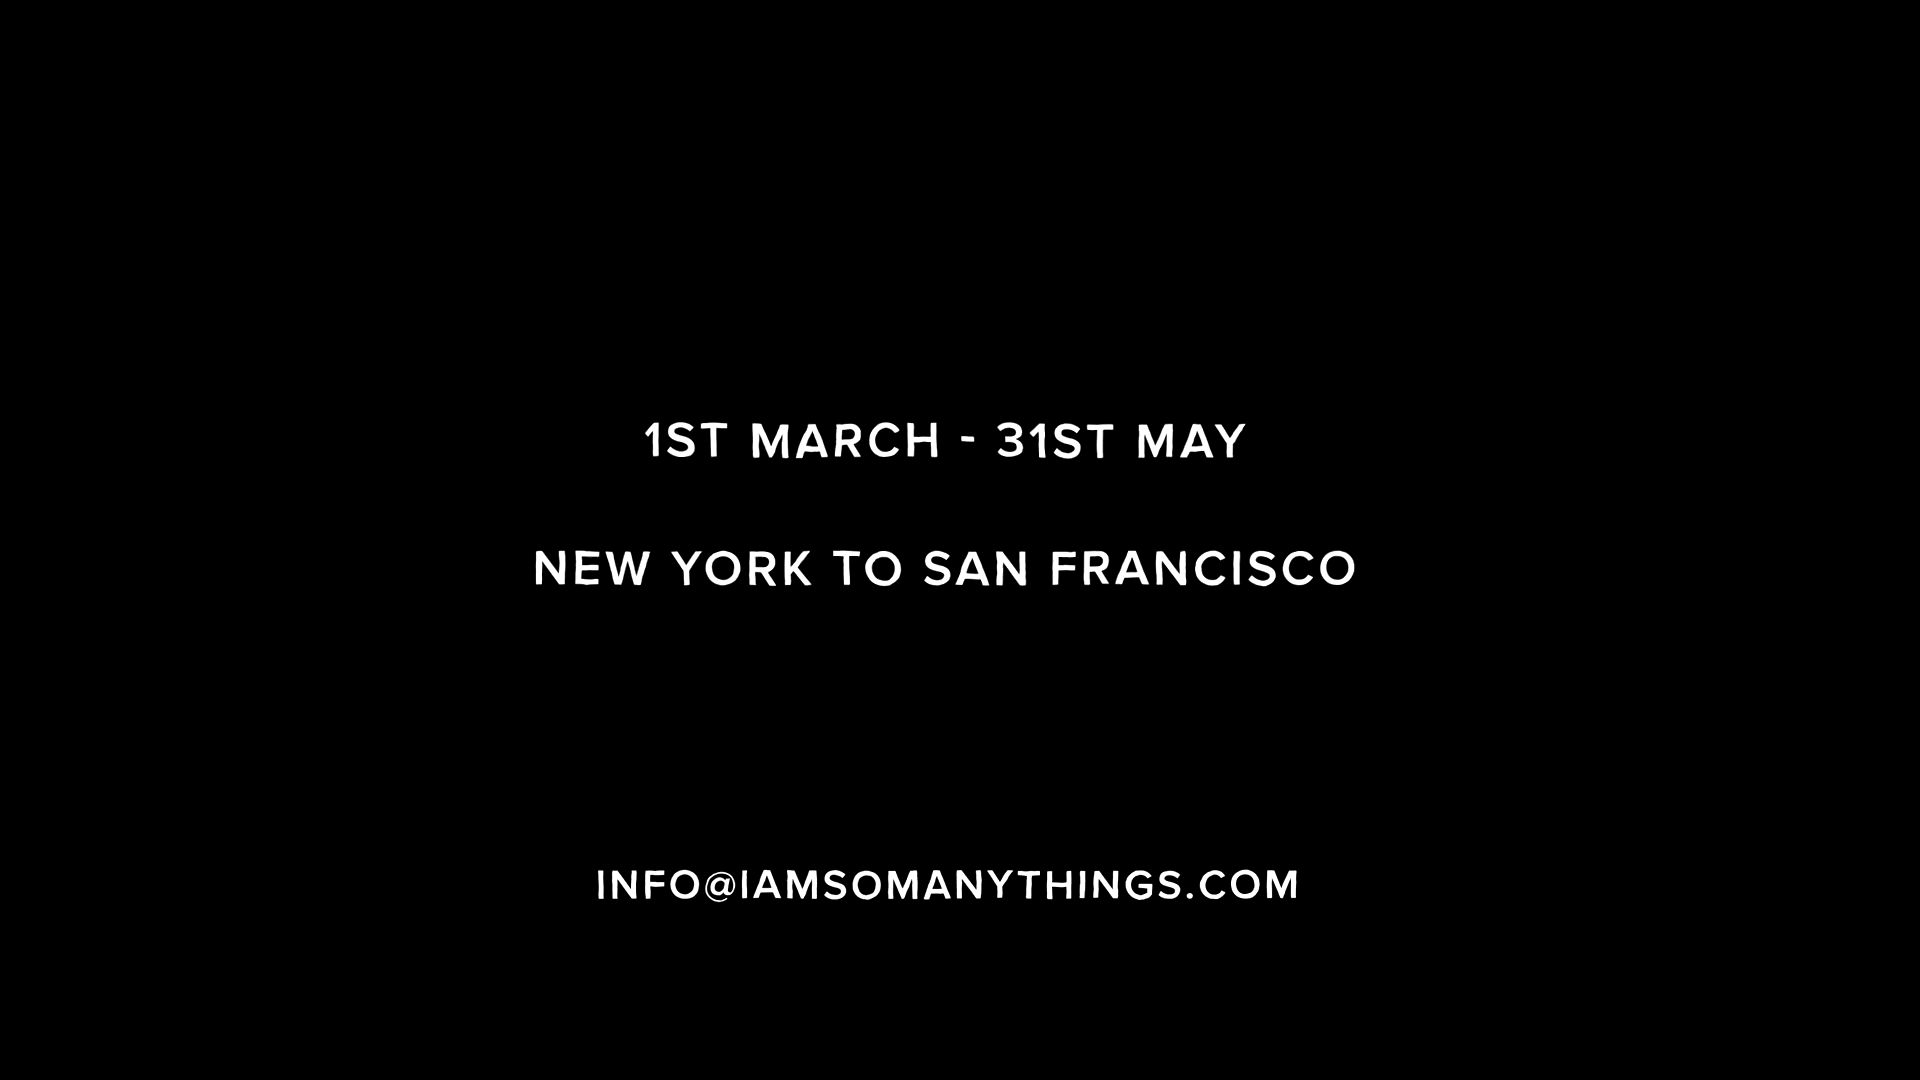 1ST MARCH - 31ST MAY
NEW YORK TO SAN FRANCISCO
INFO@IAMSOMANYTHINGS.COM